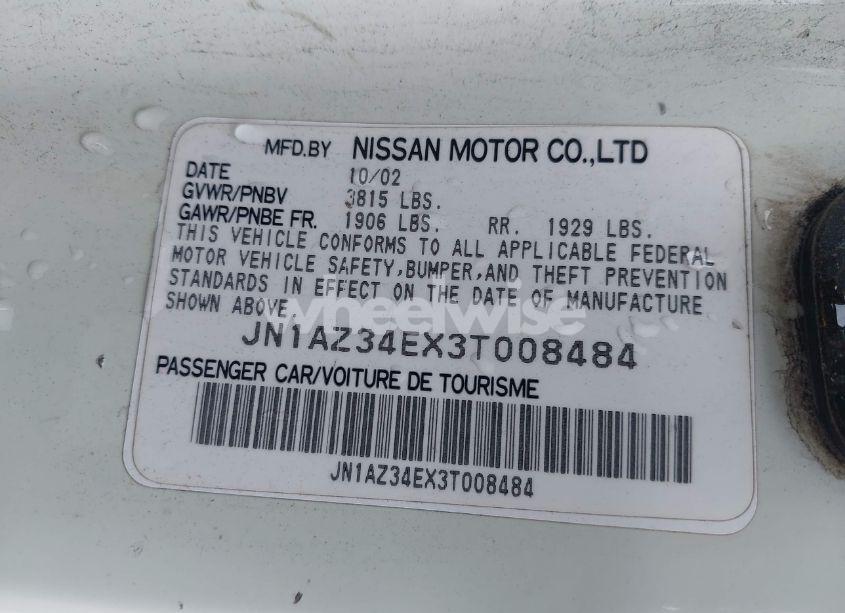 MFD.BY NISSAN MOTOR CO.,LTD
DATE 10/02
GVWR/PNBV 3815 LBS.
GAWR/PNBE FR. 1906 LBS. RR. 1929 LBS.
THIS VEHICLE CONFORMS TO ALL APPLICABLE FEDERAL
MOTOR VEHICLE SAFETY,BUMPER,AND THEFT PREVENTION
STANDARDS IN EFFECT ON THE DATE OF MANUFACTURE
SHOWN ABOVE.
wheelwise
JN1AZ34EX3T008484
PASSENGER CAR/VOITURE DE TOURISME
JN1AZ34EX3T008484